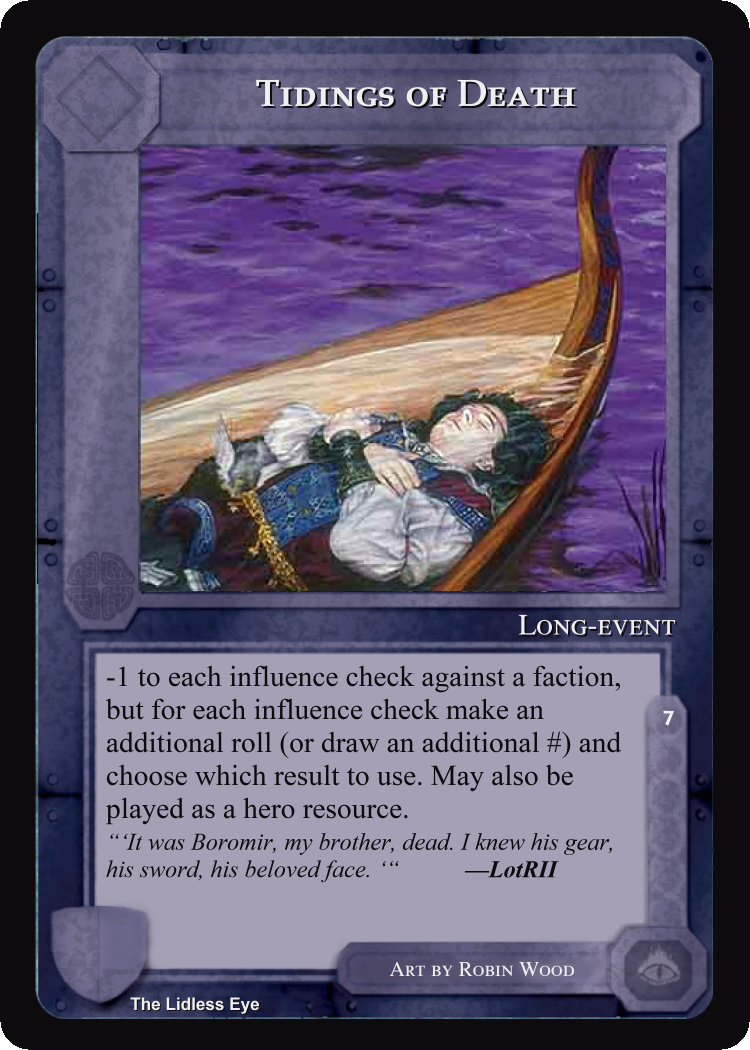 Tidings of Death
Long-event
-1 to each influence check against a faction,
but for each influence check make an
additional roll (or draw an additional #) and
choose which result to use. May also be
played as a hero resource.
“‘It was Boromir, my brother, dead. I knew his gear,
his sword, his beloved face. ‘“ —LotRII
7
Art by Robin Wood
The Lidless Eye